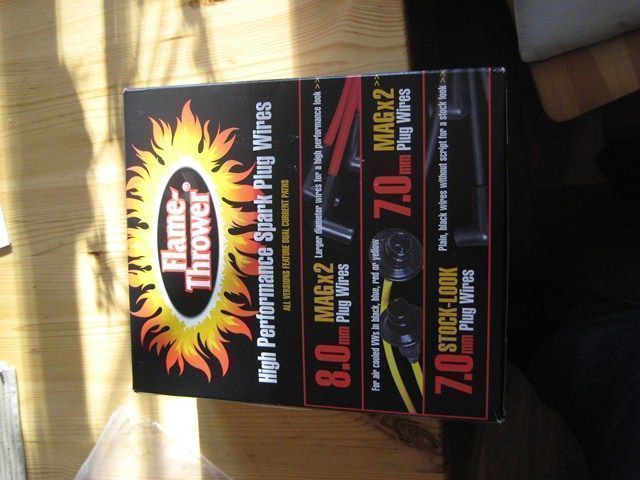 Flame-
Thrower®
High Performance Spark Plug Wires
ALL VERSIONS FEATURE DUAL CURRENT PATHS
8.0mm MAGx2
Plug Wires
Larger diameter wires for a high performance look >>
For air cooled VWs in black, blue, red or yellow
7.0mm MAGx2 >>
Plug Wires
7.0mm STOCK-LOOK
Plug Wires
Plain, black wires without script for a stock look >>